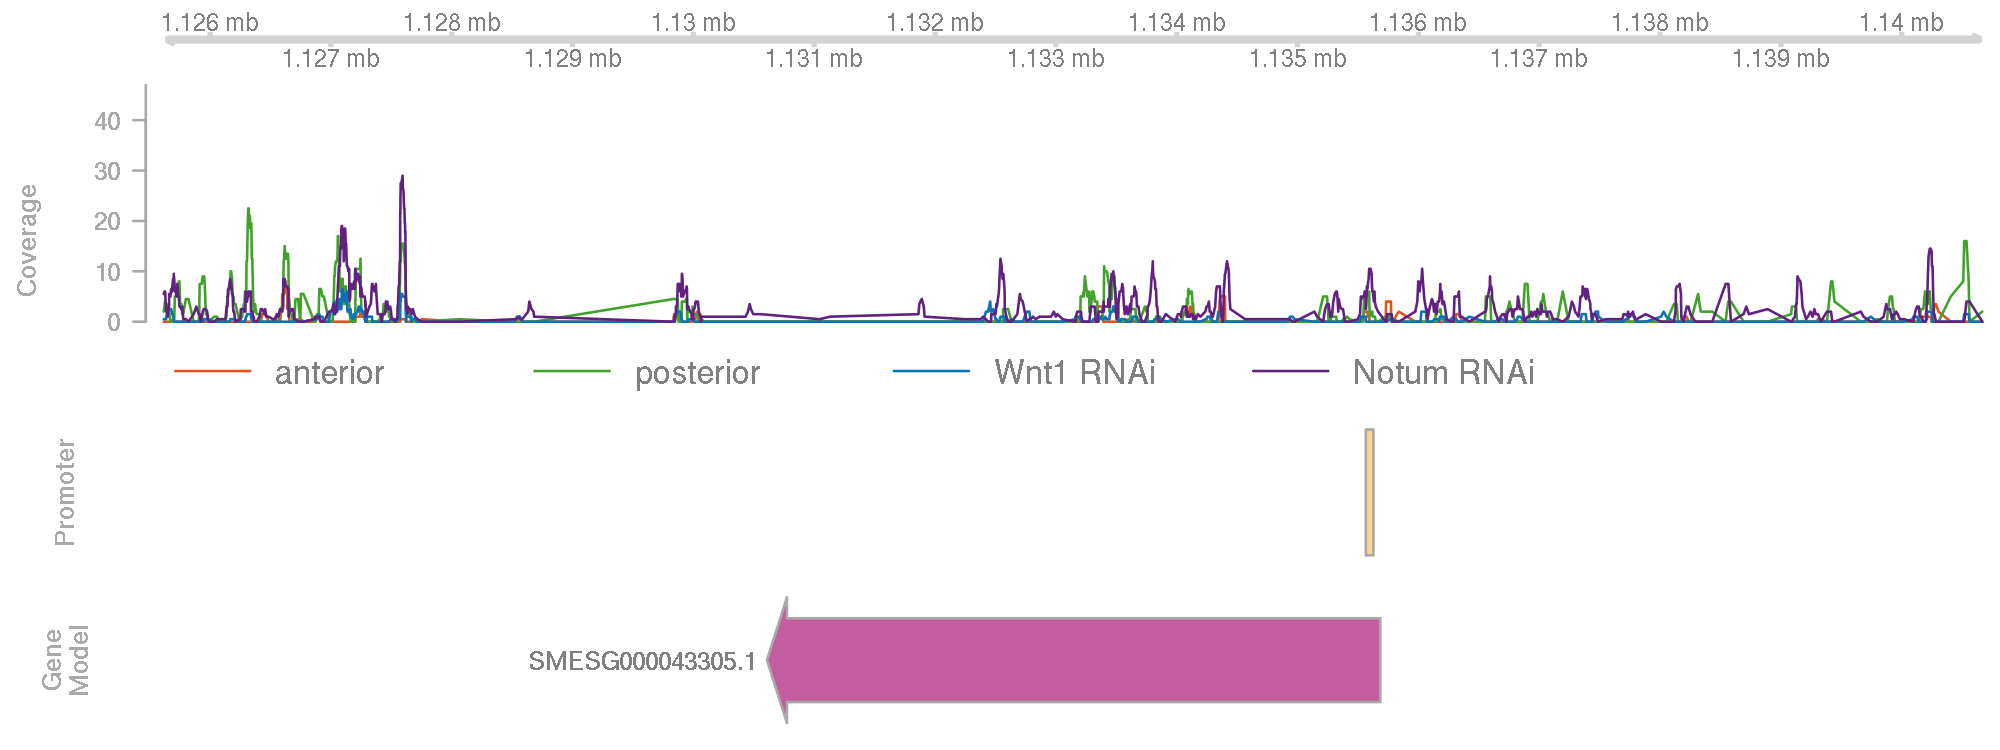 1.126 mb 1.128 mb 1.13 mb 1.132 mb 1.134 mb 1.136 mb 1.138 mb 1.14 mb
1.127 mb 1.129 mb 1.131 mb 1.133 mb 1.135 mb 1.137 mb 1.139 mb
Coverage
40
30
20
10
0
anterior posterior Wnt1 RNAi Notum RNAi
Promoter
Gene
Model
SMESG000043305.1